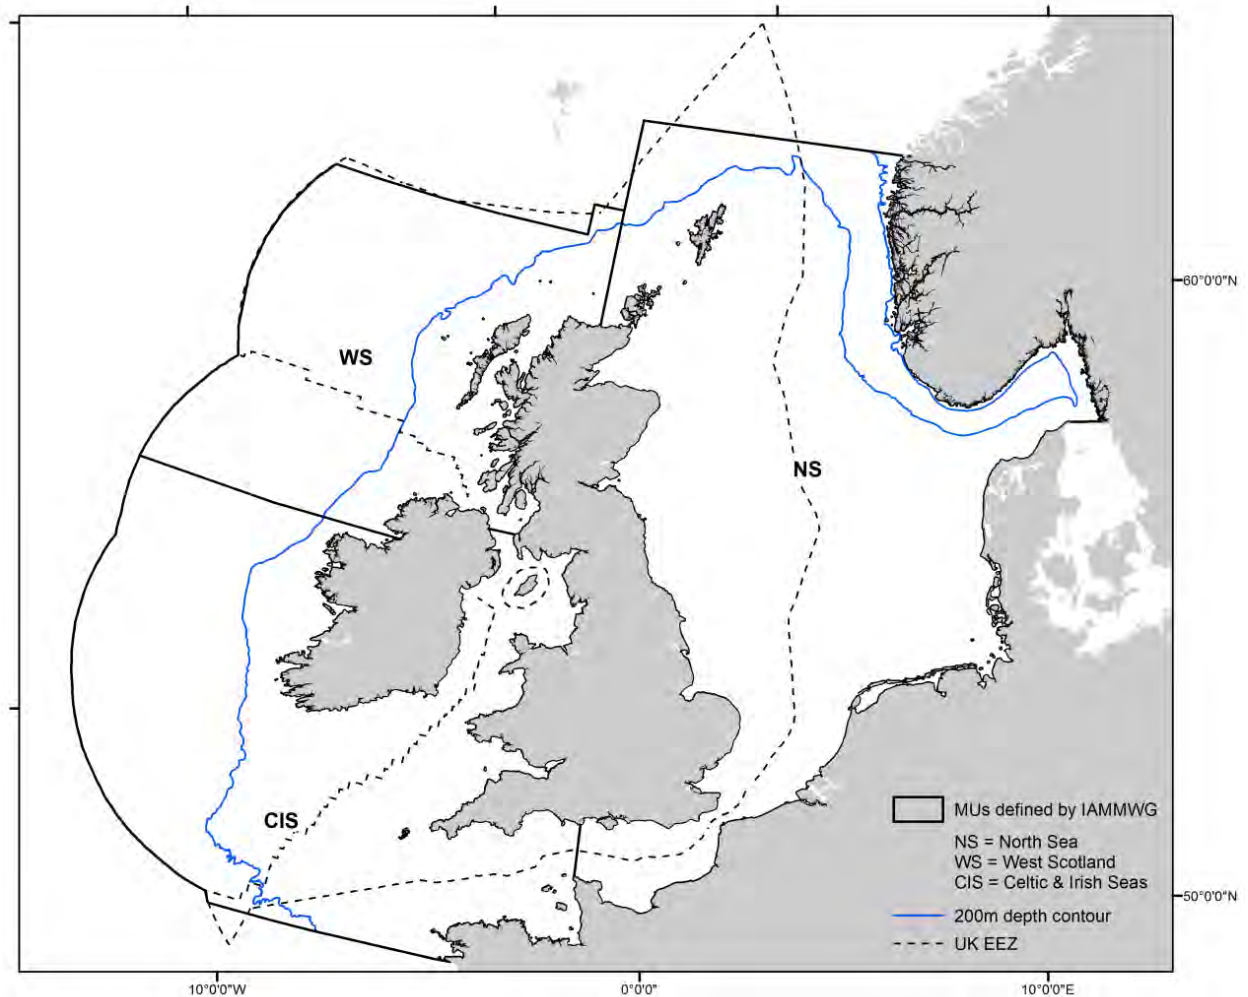 60°0'0"N
WS
NS
CIS
MUs defined by IAMMWG
NS = North Sea
WS = West Scotland
CIS = Celtic & Irish Seas
200m depth contour
UK EEZ
50°0'0"N
10°0'0"W
0°0'0"
10°0'0"E